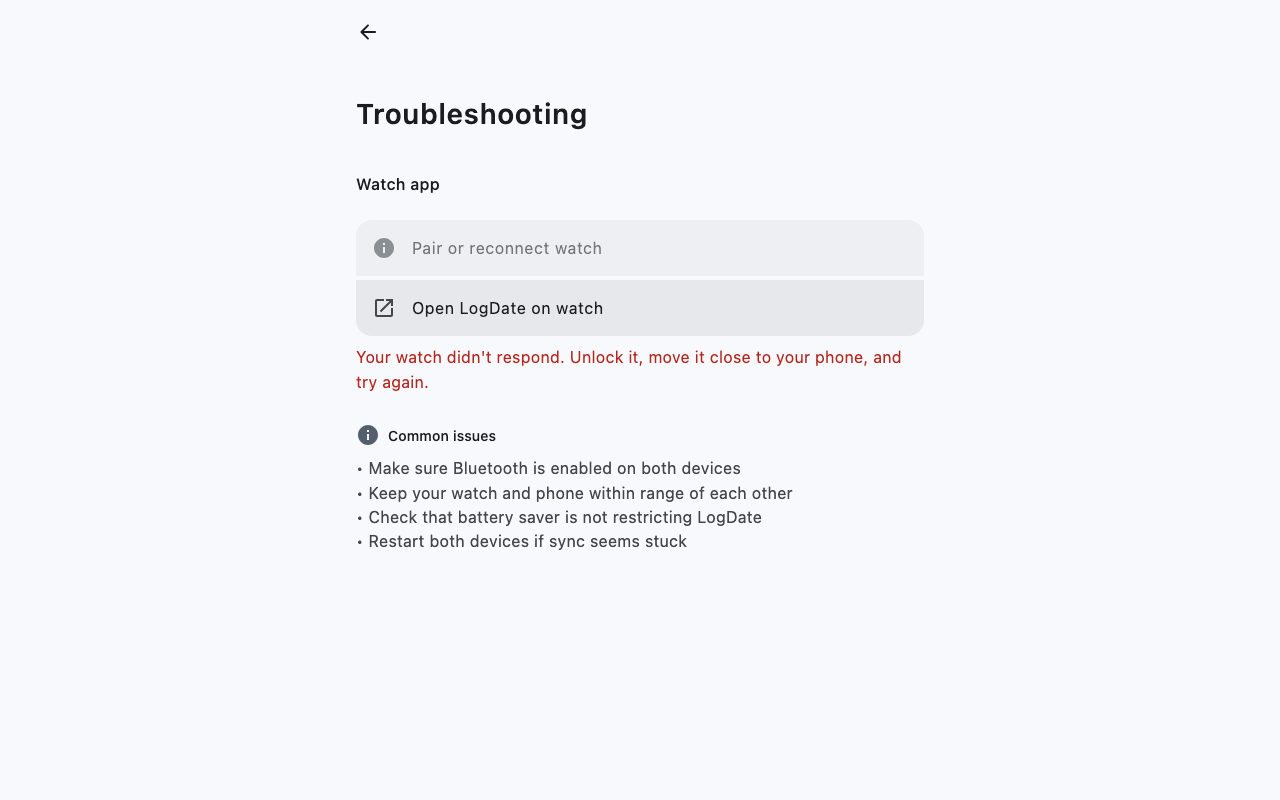 Troubleshooting
Watch app
Pair or reconnect watch
Open LogDate on watch
Your watch didn't respond. Unlock it, move it close to your phone, and
try again.
Common issues
• Make sure Bluetooth is enabled on both devices
• Keep your watch and phone within range of each other
• Check that battery saver is not restricting LogDate
• Restart both devices if sync seems stuck